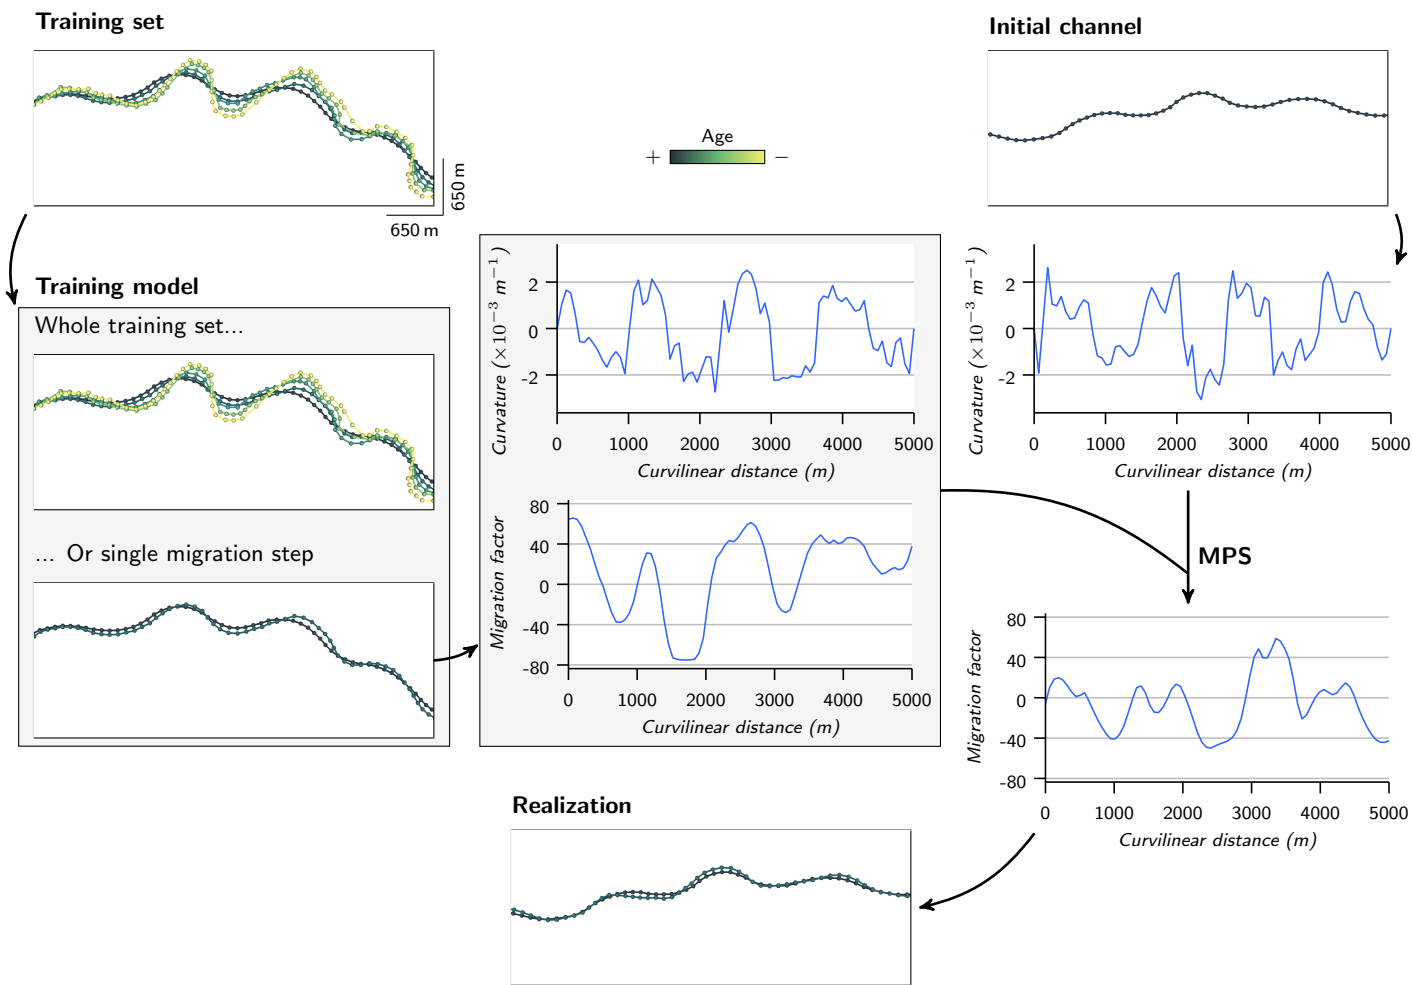 Training set
Initial channel
Age
+ −
650 m
650 m
Training model
Whole training set...
... Or single migration step
Curvature (×10⁻³ m⁻¹)
2
0
-2
0 1000 2000 3000 4000 5000
Curvilinear distance (m)
Migration factor
80
40
0
-40
-80
0 1000 2000 3000 4000 5000
Curvilinear distance (m)
Curvature (×10⁻³ m⁻¹)
2
0
-2
0 1000 2000 3000 4000 5000
Curvilinear distance (m)
MPS
Migration factor
80
40
0
-40
-80
0 1000 2000 3000 4000 5000
Curvilinear distance (m)
Realization